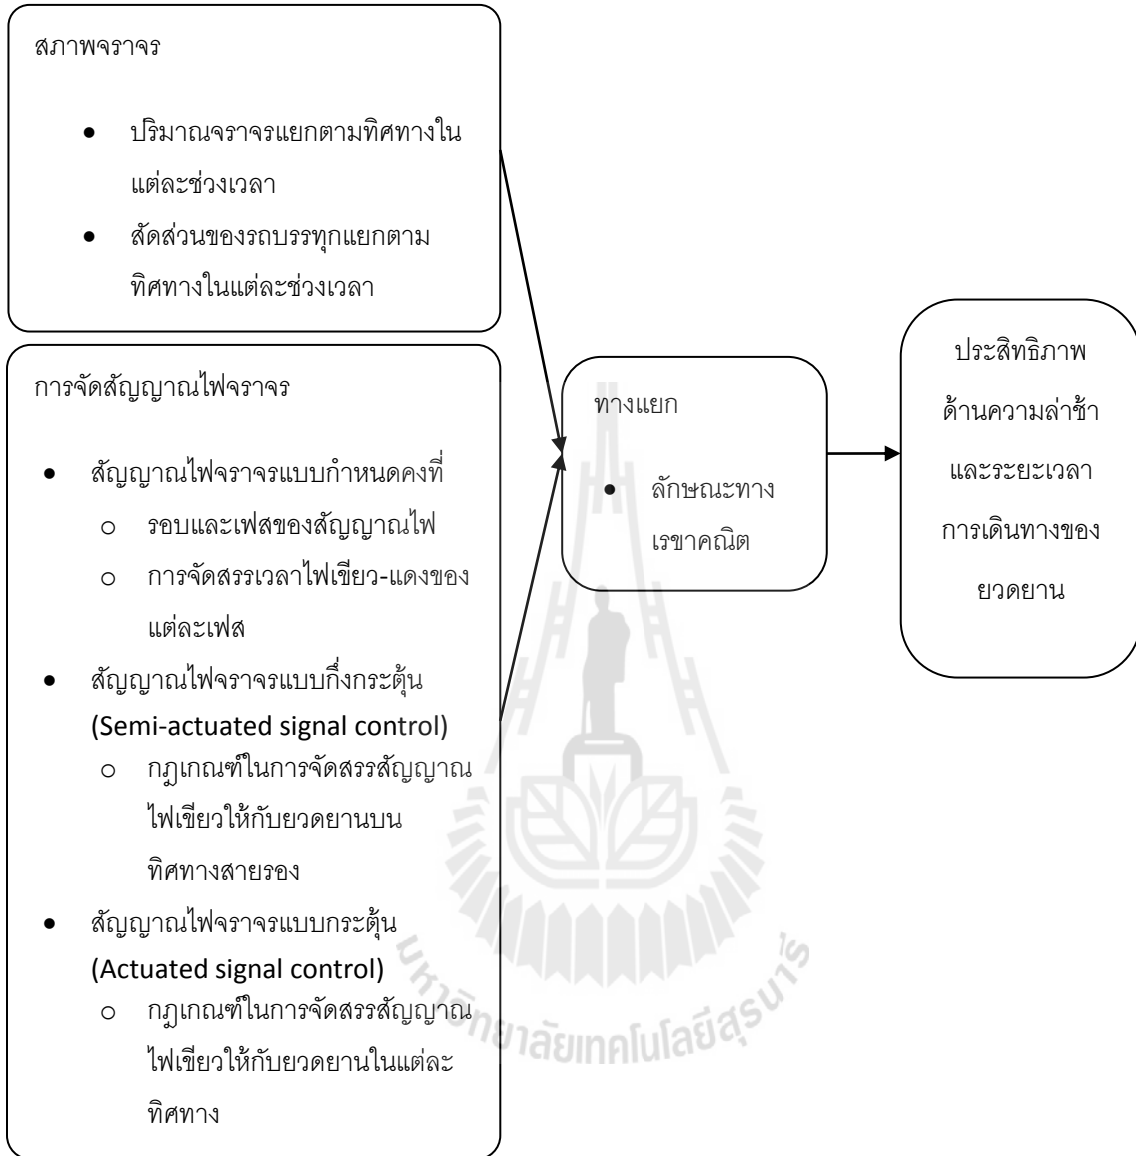 สภาพจราจร
• ปริมาณจราจรแยกตามทิศทางใน
แต่ละช่วงเวลา
• สัดส่วนของรถบรรทุกแยกตาม
ทิศทางในแต่ละช่วงเวลา
การจัดสัญญาณไฟจราจร
• สัญญาณไฟจราจรแบบกำหนดคงที่
o รอบและเฟสของสัญญาณไฟ
o การจัดสรรเวลาไฟเขียว-แดงของ
แต่ละเฟส
• สัญญาณไฟจราจรแบบกึ่งกระตุ้น
(Semi-actuated signal control)
o กฎเกณฑ์ในการจัดสรรสัญญาณ
ไฟเขียวให้กับยวดยานบน
ทิศทางสายรอง
• สัญญาณไฟจราจรแบบกระตุ้น
(Actuated signal control)
o กฎเกณฑ์ในการจัดสรรสัญญาณ
ไฟเขียวให้กับยวดยานในแต่ละ
ทิศทาง
ทางแยก
• ลักษณะทาง
เรขาคณิต
ประสิทธิภาพ
ด้านความล่าช้า
และระยะเวลา
การเดินทางของ
ยวดยาน
มหาวิทยาลัยเทคโนโลยีสุรนารี